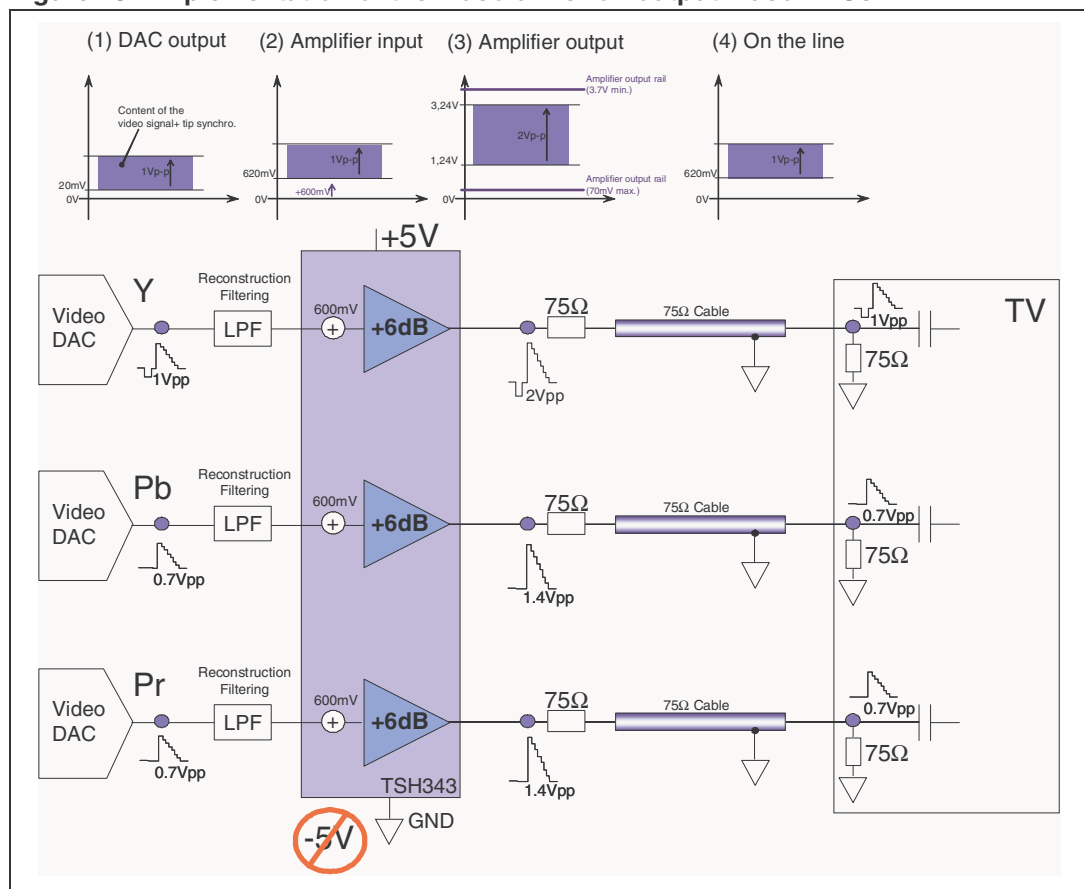 (1) DAC output
(2) Amplifier input
(3) Amplifier output
(4) On the line
Content of the
video signal+ tip synchro.
1Vp-p
20mV
0V
1Vp-p
620mV
+600mV
0V
Amplifier output rail
(3.7V min.)
3,24V
2Vp-p
1,24V
Amplifier output rail
(70mV max.)
0V
1Vp-p
620mV
0V
+5V
Video
DAC
Y
1Vpp
Reconstruction
Filtering
LPF
600mV
+
+6dB
2Vpp
75Ω
75Ω Cable
1Vpp
75Ω
TV
Video
DAC
Pb
0.7Vpp
Reconstruction
Filtering
LPF
600mV
+
+6dB
1.4Vpp
75Ω
75Ω Cable
0.7Vpp
75Ω
Video
DAC
Pr
0.7Vpp
Reconstruction
Filtering
LPF
600mV
+
+6dB
1.4Vpp
75Ω
75Ω Cable
0.7Vpp
75Ω
TSH343
GND
-5V